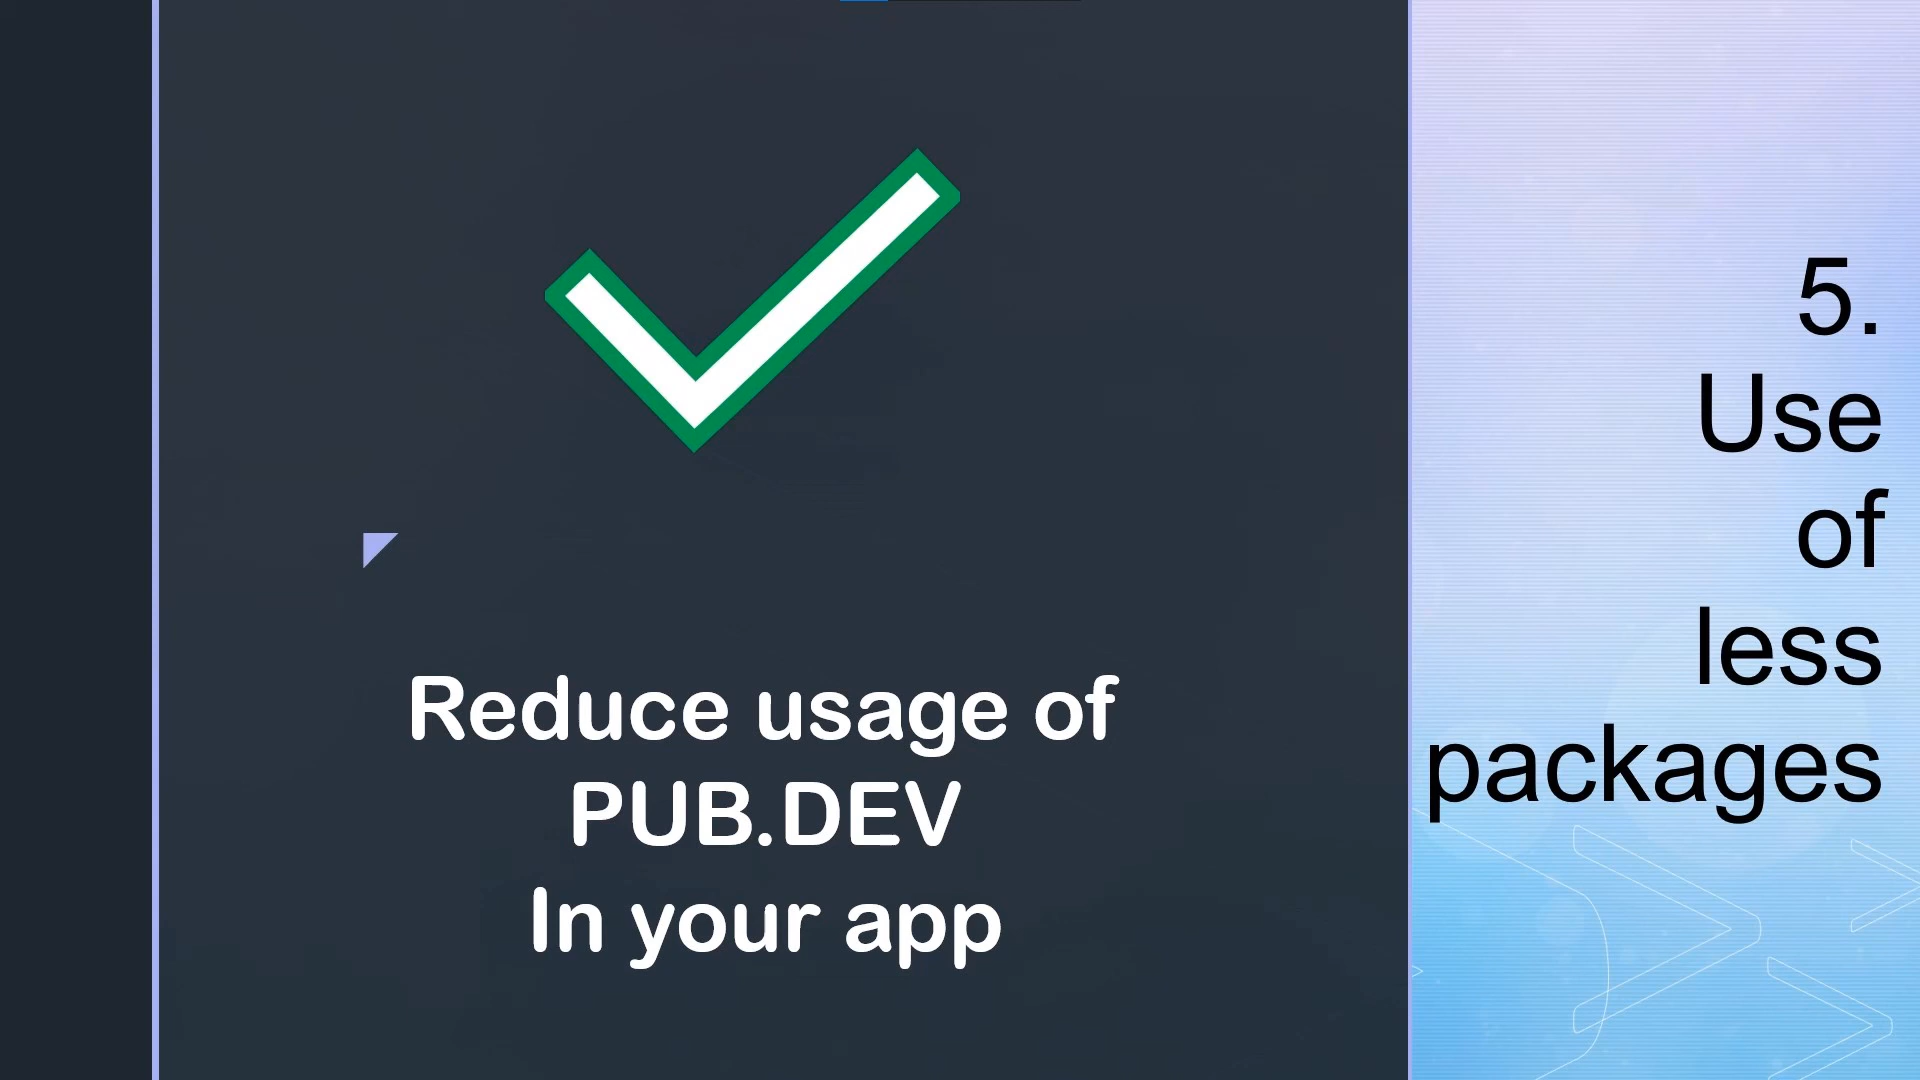 Reduce usage of
PUB.DEV
In your app
5.
Use
of
less
packages